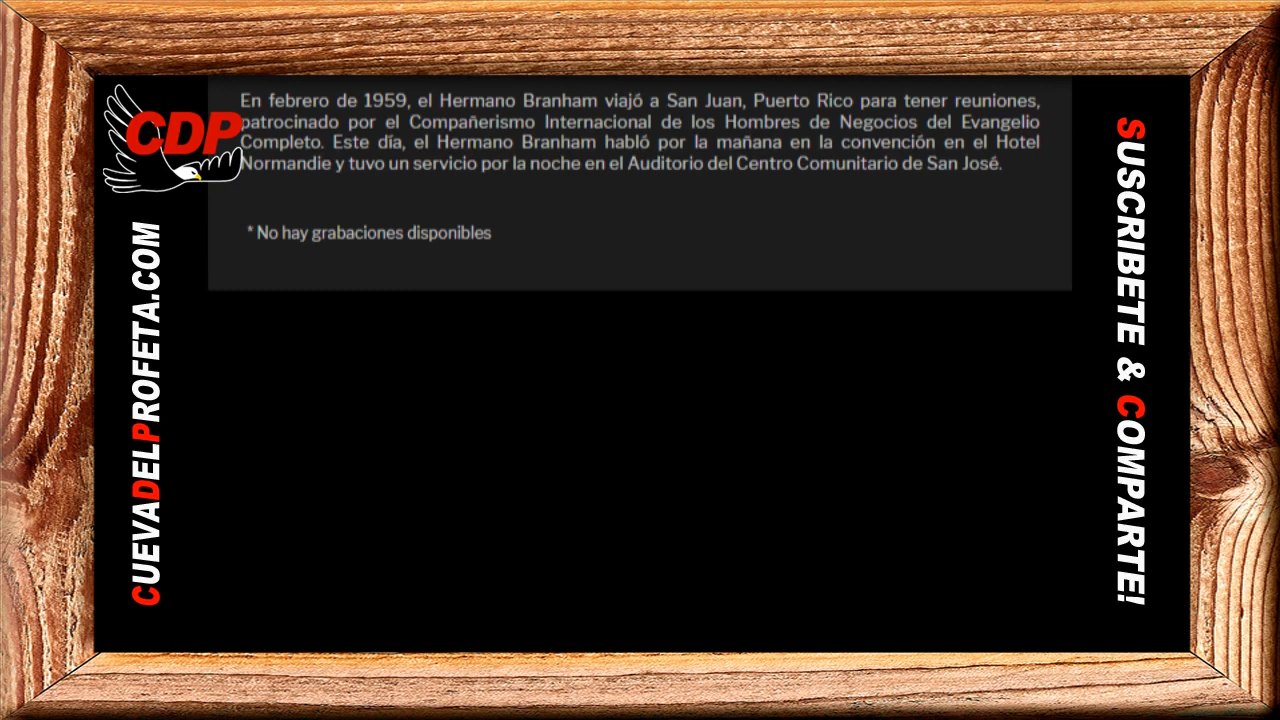 CDP
En febrero de 1959, el Hermano Branham viajó a San Juan, Puerto Rico para tener reuniones,
patrocinado por el Compañerismo Internacional de los Hombres de Negocios del Evangelio
Completo. Este día, el Hermano Branham habló por la mañana en la convención en el Hotel
Normandie y tuvo un servicio por la noche en el Auditorio del Centro Comunitario de San José.
* No hay grabaciones disponibles
CUEVADELPROFETA.COM
SUSCRIBETE & COMPARTE!